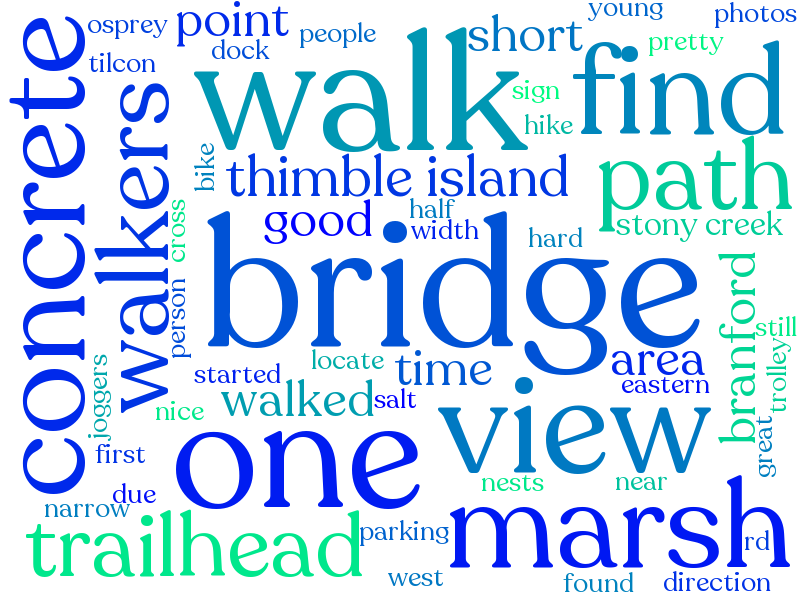 osprey
point
people
young
photos
dock
short
pretty
tilcon
walk
sign
find
concrete
walkers
hike
bike
thimble island
path
cross
good
half
width
stony creek
hard
bridge
person
branford
still
locate
time
area
trolley
started
eastern
joggers
nice
walked
salt
view
great
first
one
nests
near
due
narrow
trailhead
parking
marsh
rd
west
found
direction